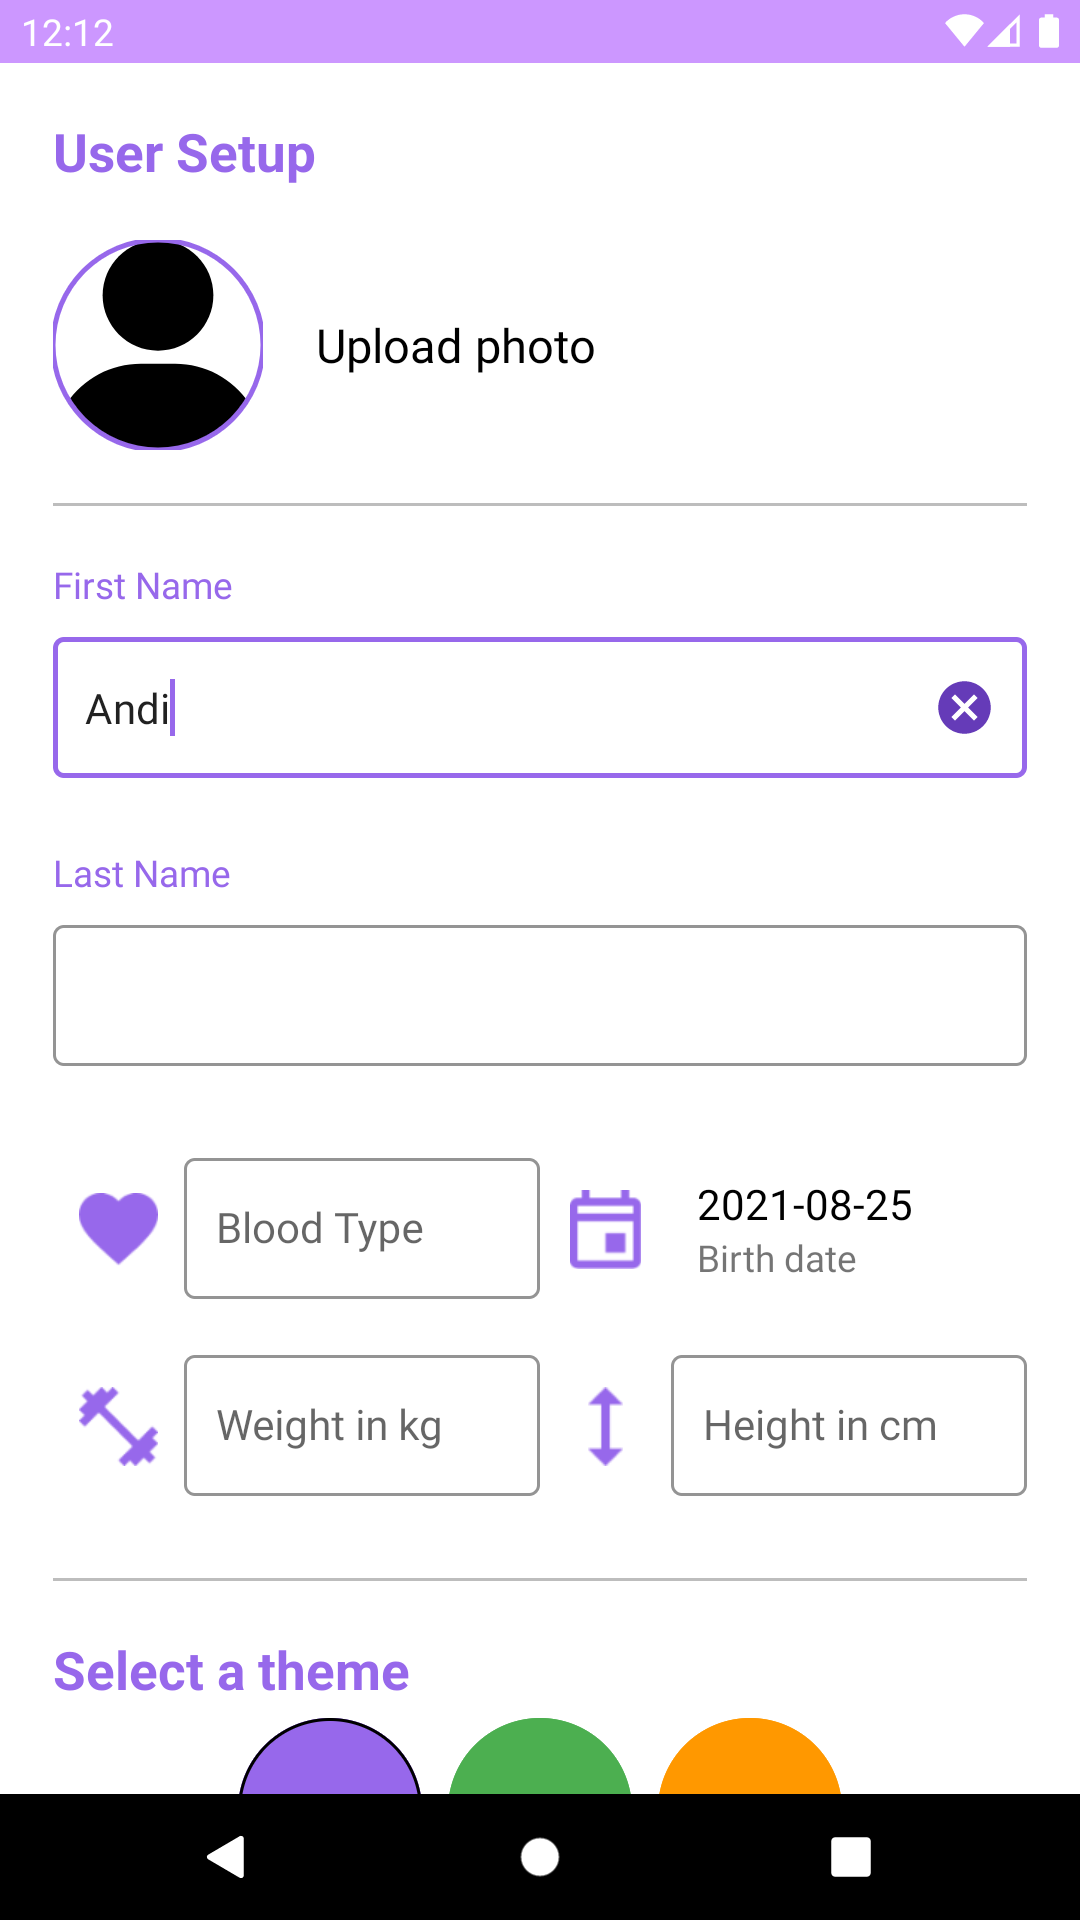 12:12
User Setup
Upload photo
First Name
Andi
Last Name
Blood Type
2021-08-25
Birth date
Weight in kg
Height in cm
Select a theme